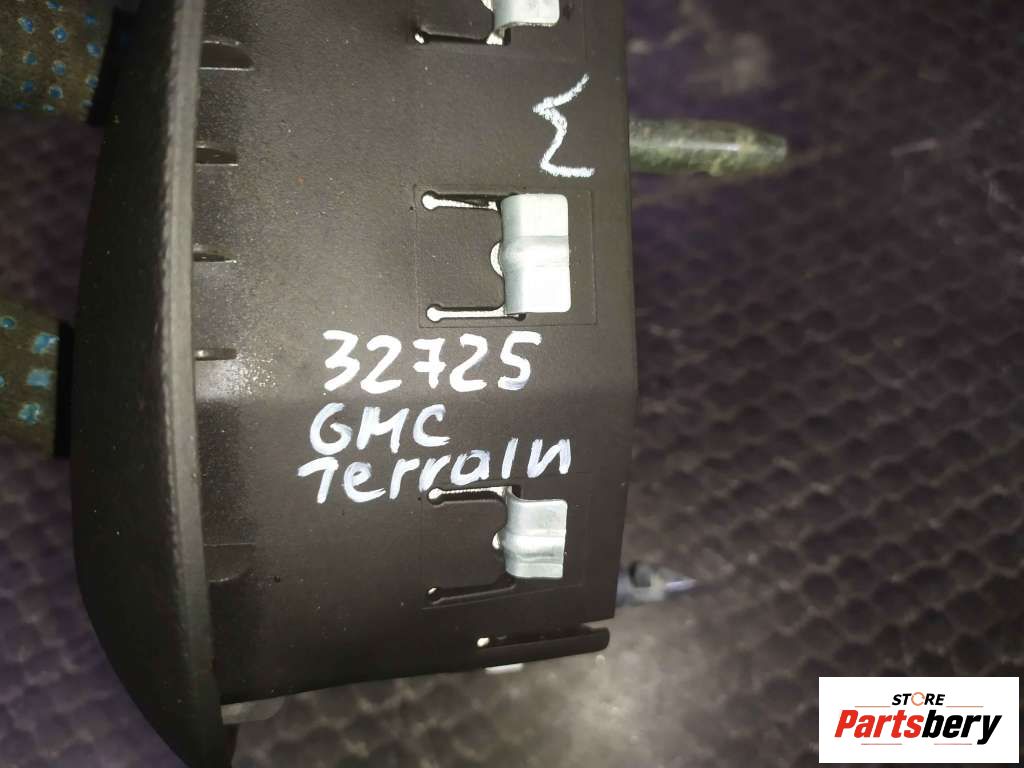 32725
GMC
Terrain
STORE
Partsbery